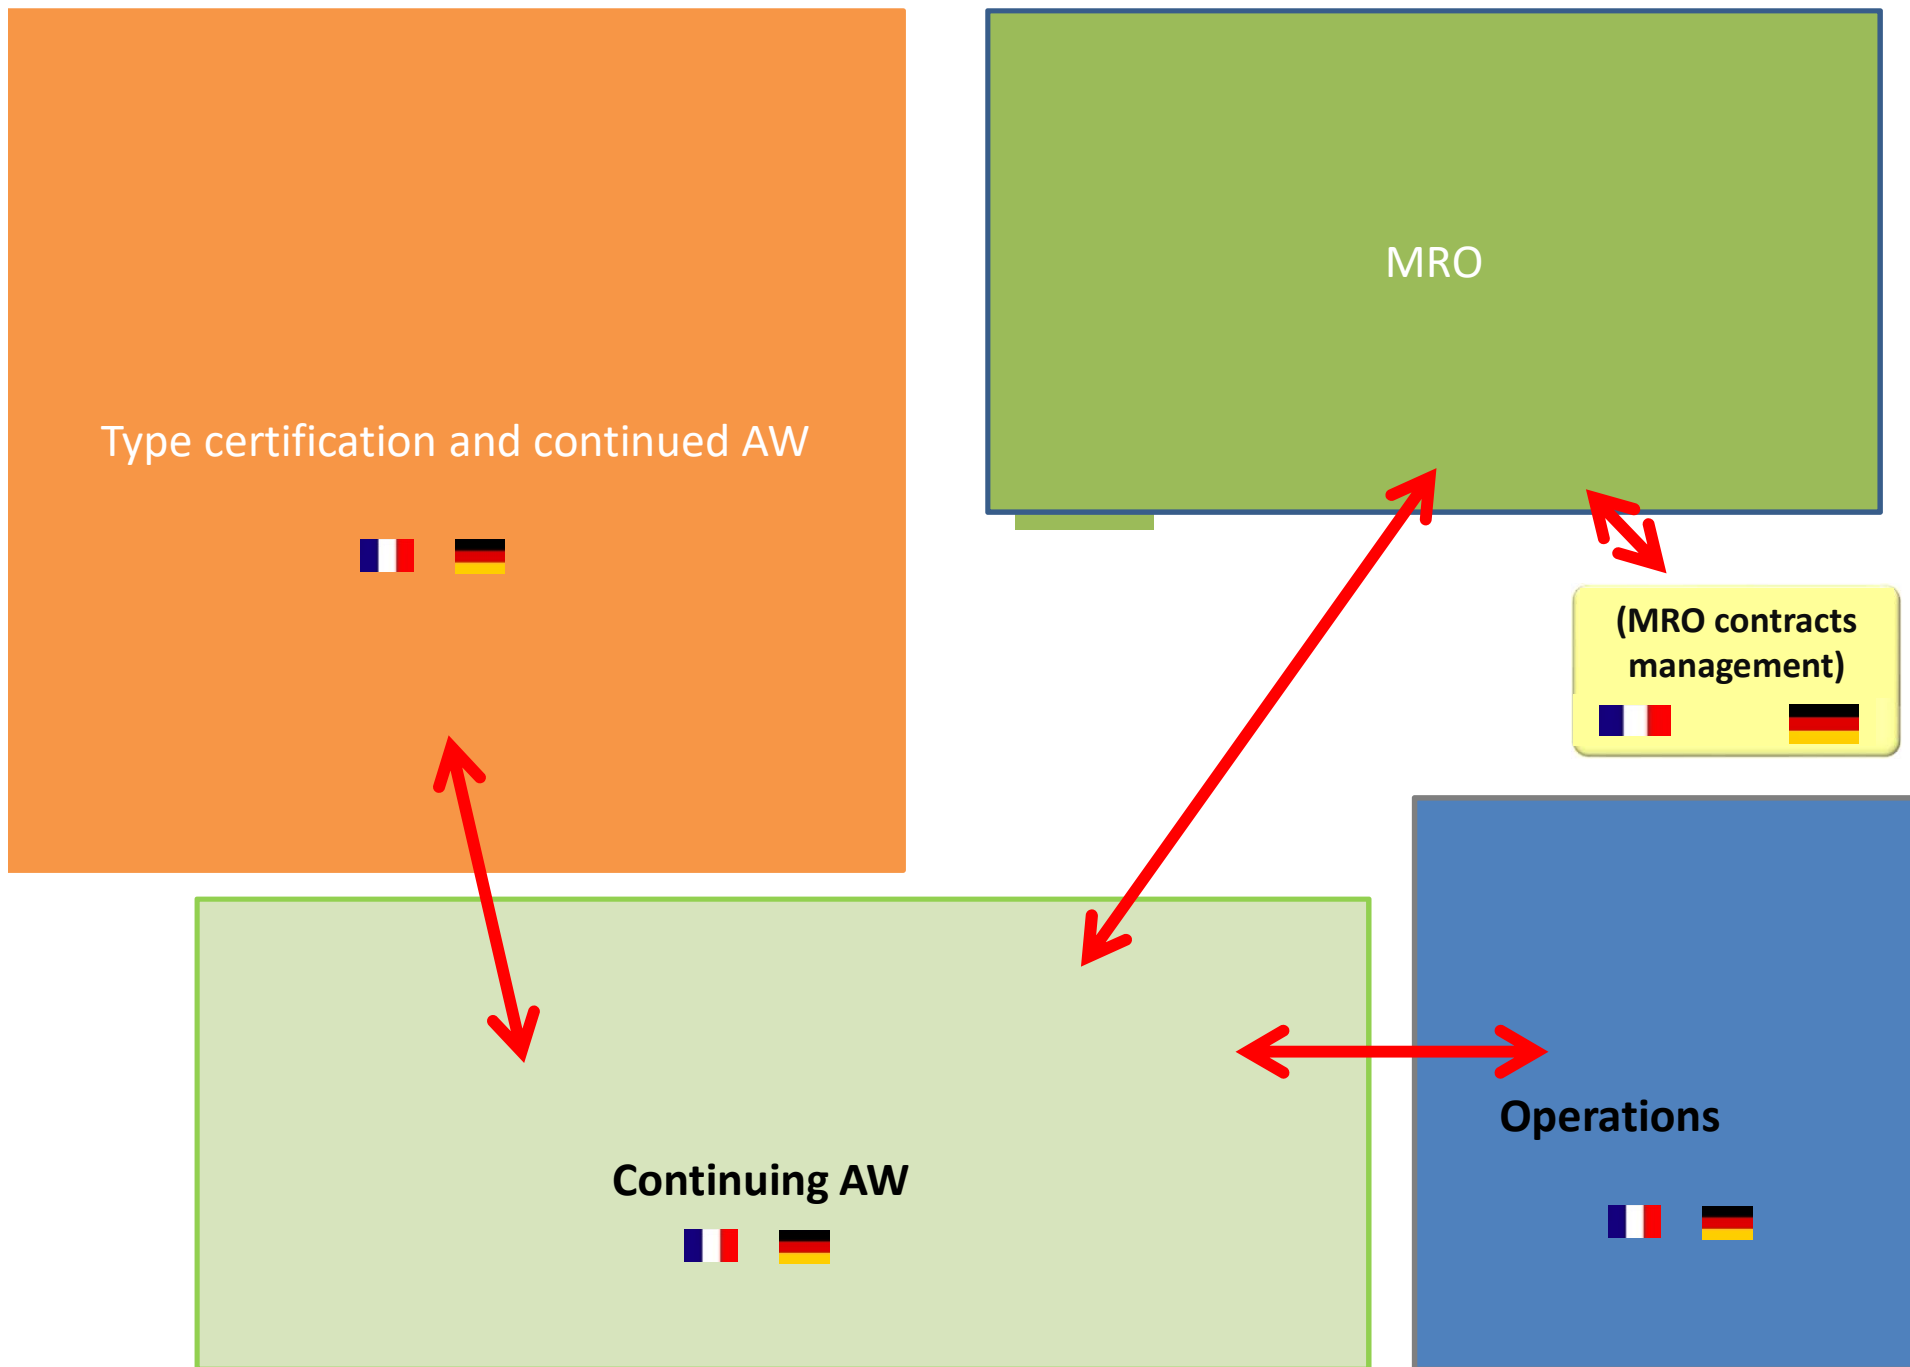 MRO
Type certification and continued AW
(MRO contracts
management)
Operations
Continuing AW